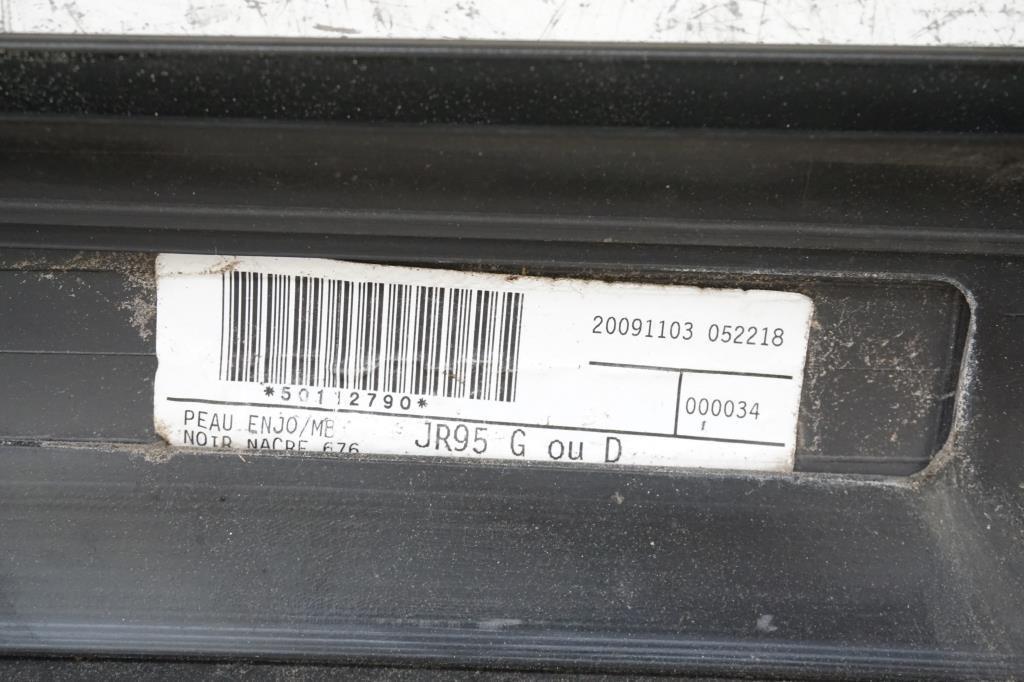 20091103 052218
*50112790*
000034
PEAU ENJO/MB
NOIR NACRE 676
JR95 G ou D